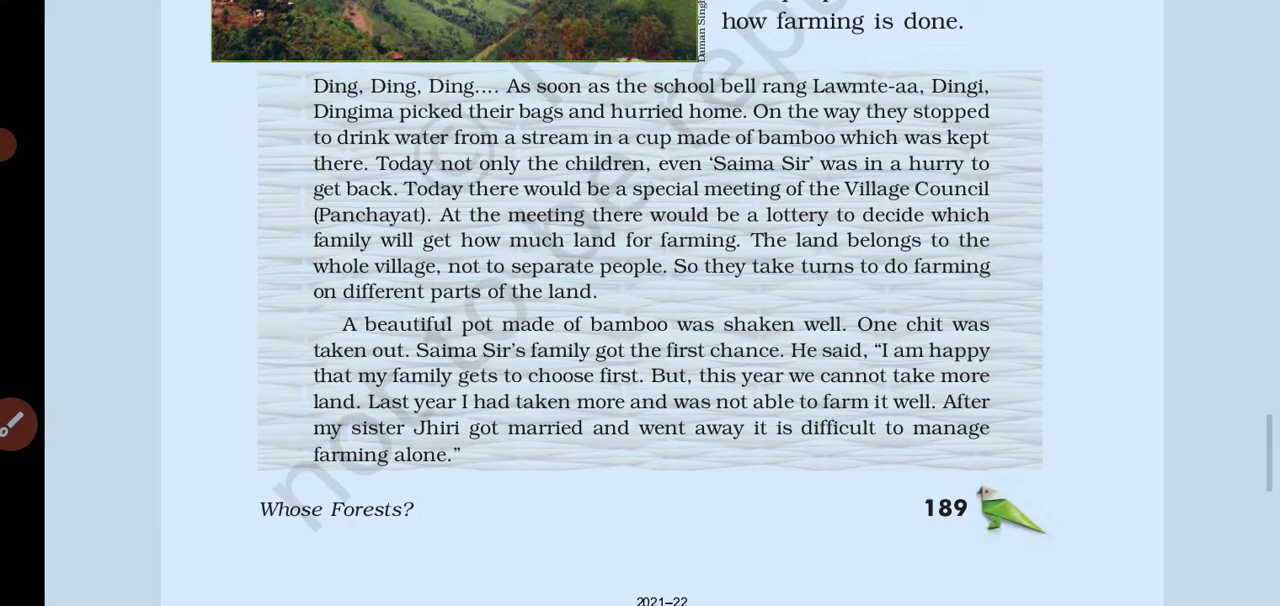 how farming is done.
Ding, Ding, Ding.... As soon as the school bell rang Lawmte-aa, Dingi,
Dingima picked their bags and hurried home. On the way they stopped
to drink water from a stream in a cup made of bamboo which was kept
there. Today not only the children, even ‘Saima Sir’ was in a hurry to
get back. Today there would be a special meeting of the Village Council
(Panchayat). At the meeting there would be a lottery to decide which
family will get how much land for farming. The land belongs to the
whole village, not to separate people. So they take turns to do farming
on different parts of the land.
A beautiful pot made of bamboo was shaken well. One chit was
taken out. Saima Sir’s family got the first chance. He said, “I am happy
that my family gets to choose first. But, this year we cannot take more
land. Last year I had taken more and was not able to farm it well. After
my sister Jhiri got married and went away it is difficult to manage
farming alone.”
Whose Forests?
189
2021–22